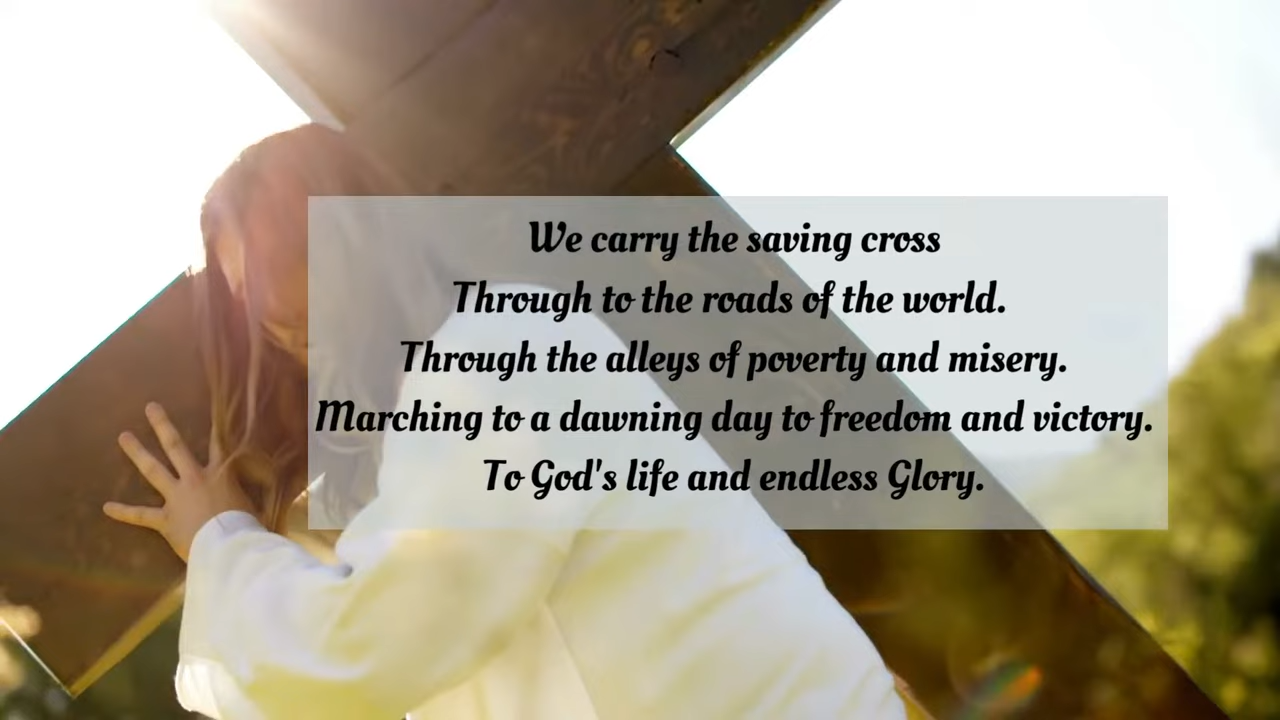 We carry the saving cross
Through to the roads of the world.
Through the alleys of poverty and misery.
Marching to a dawning day to freedom and victory.
To God's life and endless Glory.